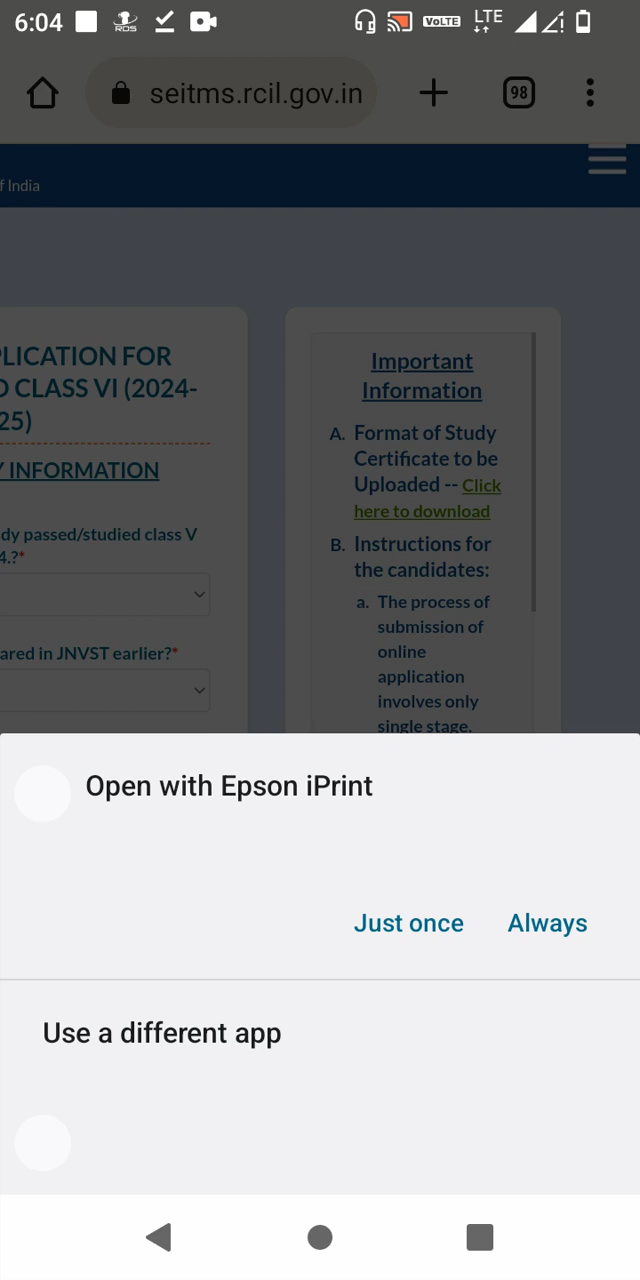 6:04
RDS
VoLTE
LTE
seitms.rcil.gov.in
98
f India
PLICATION FOR
O CLASS VI (2024-
25)
Y INFORMATION
dy passed/studied class V
4.?*
ared in JNVST earlier?*
Important
Information
A. Format of Study
Certificate to be
Uploaded -- Click
here to download
B. Instructions for
the candidates:
a. The process of
submission of
online
application
involves only
single stage.
Open with Epson iPrint
Just once
Always
Use a different app